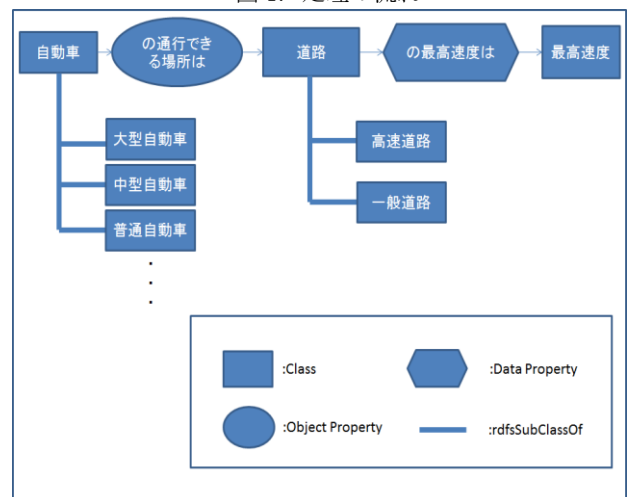 自動車
の通行でき
る場所は
道路
の最高速度は
最高速度
大型自動車
中型自動車
普通自動車
高速道路
一般道路
:Class
:Data Property
:Object Property
:rdfsSubClassOf